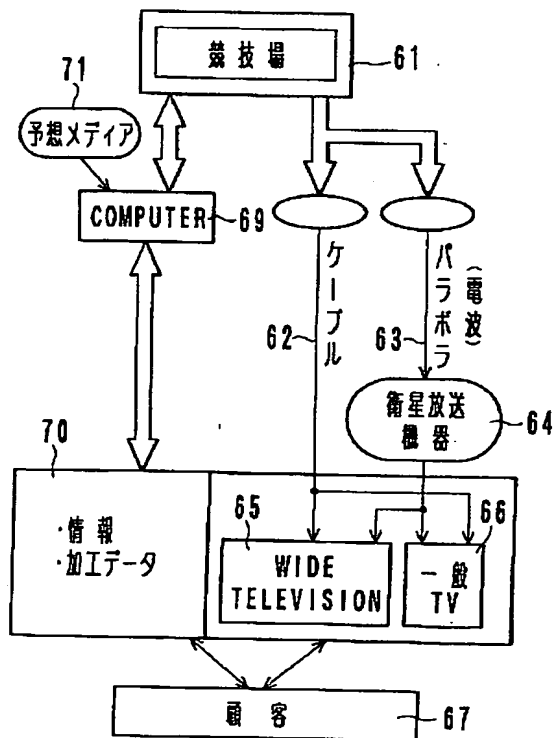 競技場
61
71
予想メディア
COMPUTER
69
ケーブル
62
パラボラ
(電波)
63
衛星放送
機器
64
70
・情報
・加工データ
65
WIDE
TELEVISION
66
一般
TV
顧客
67